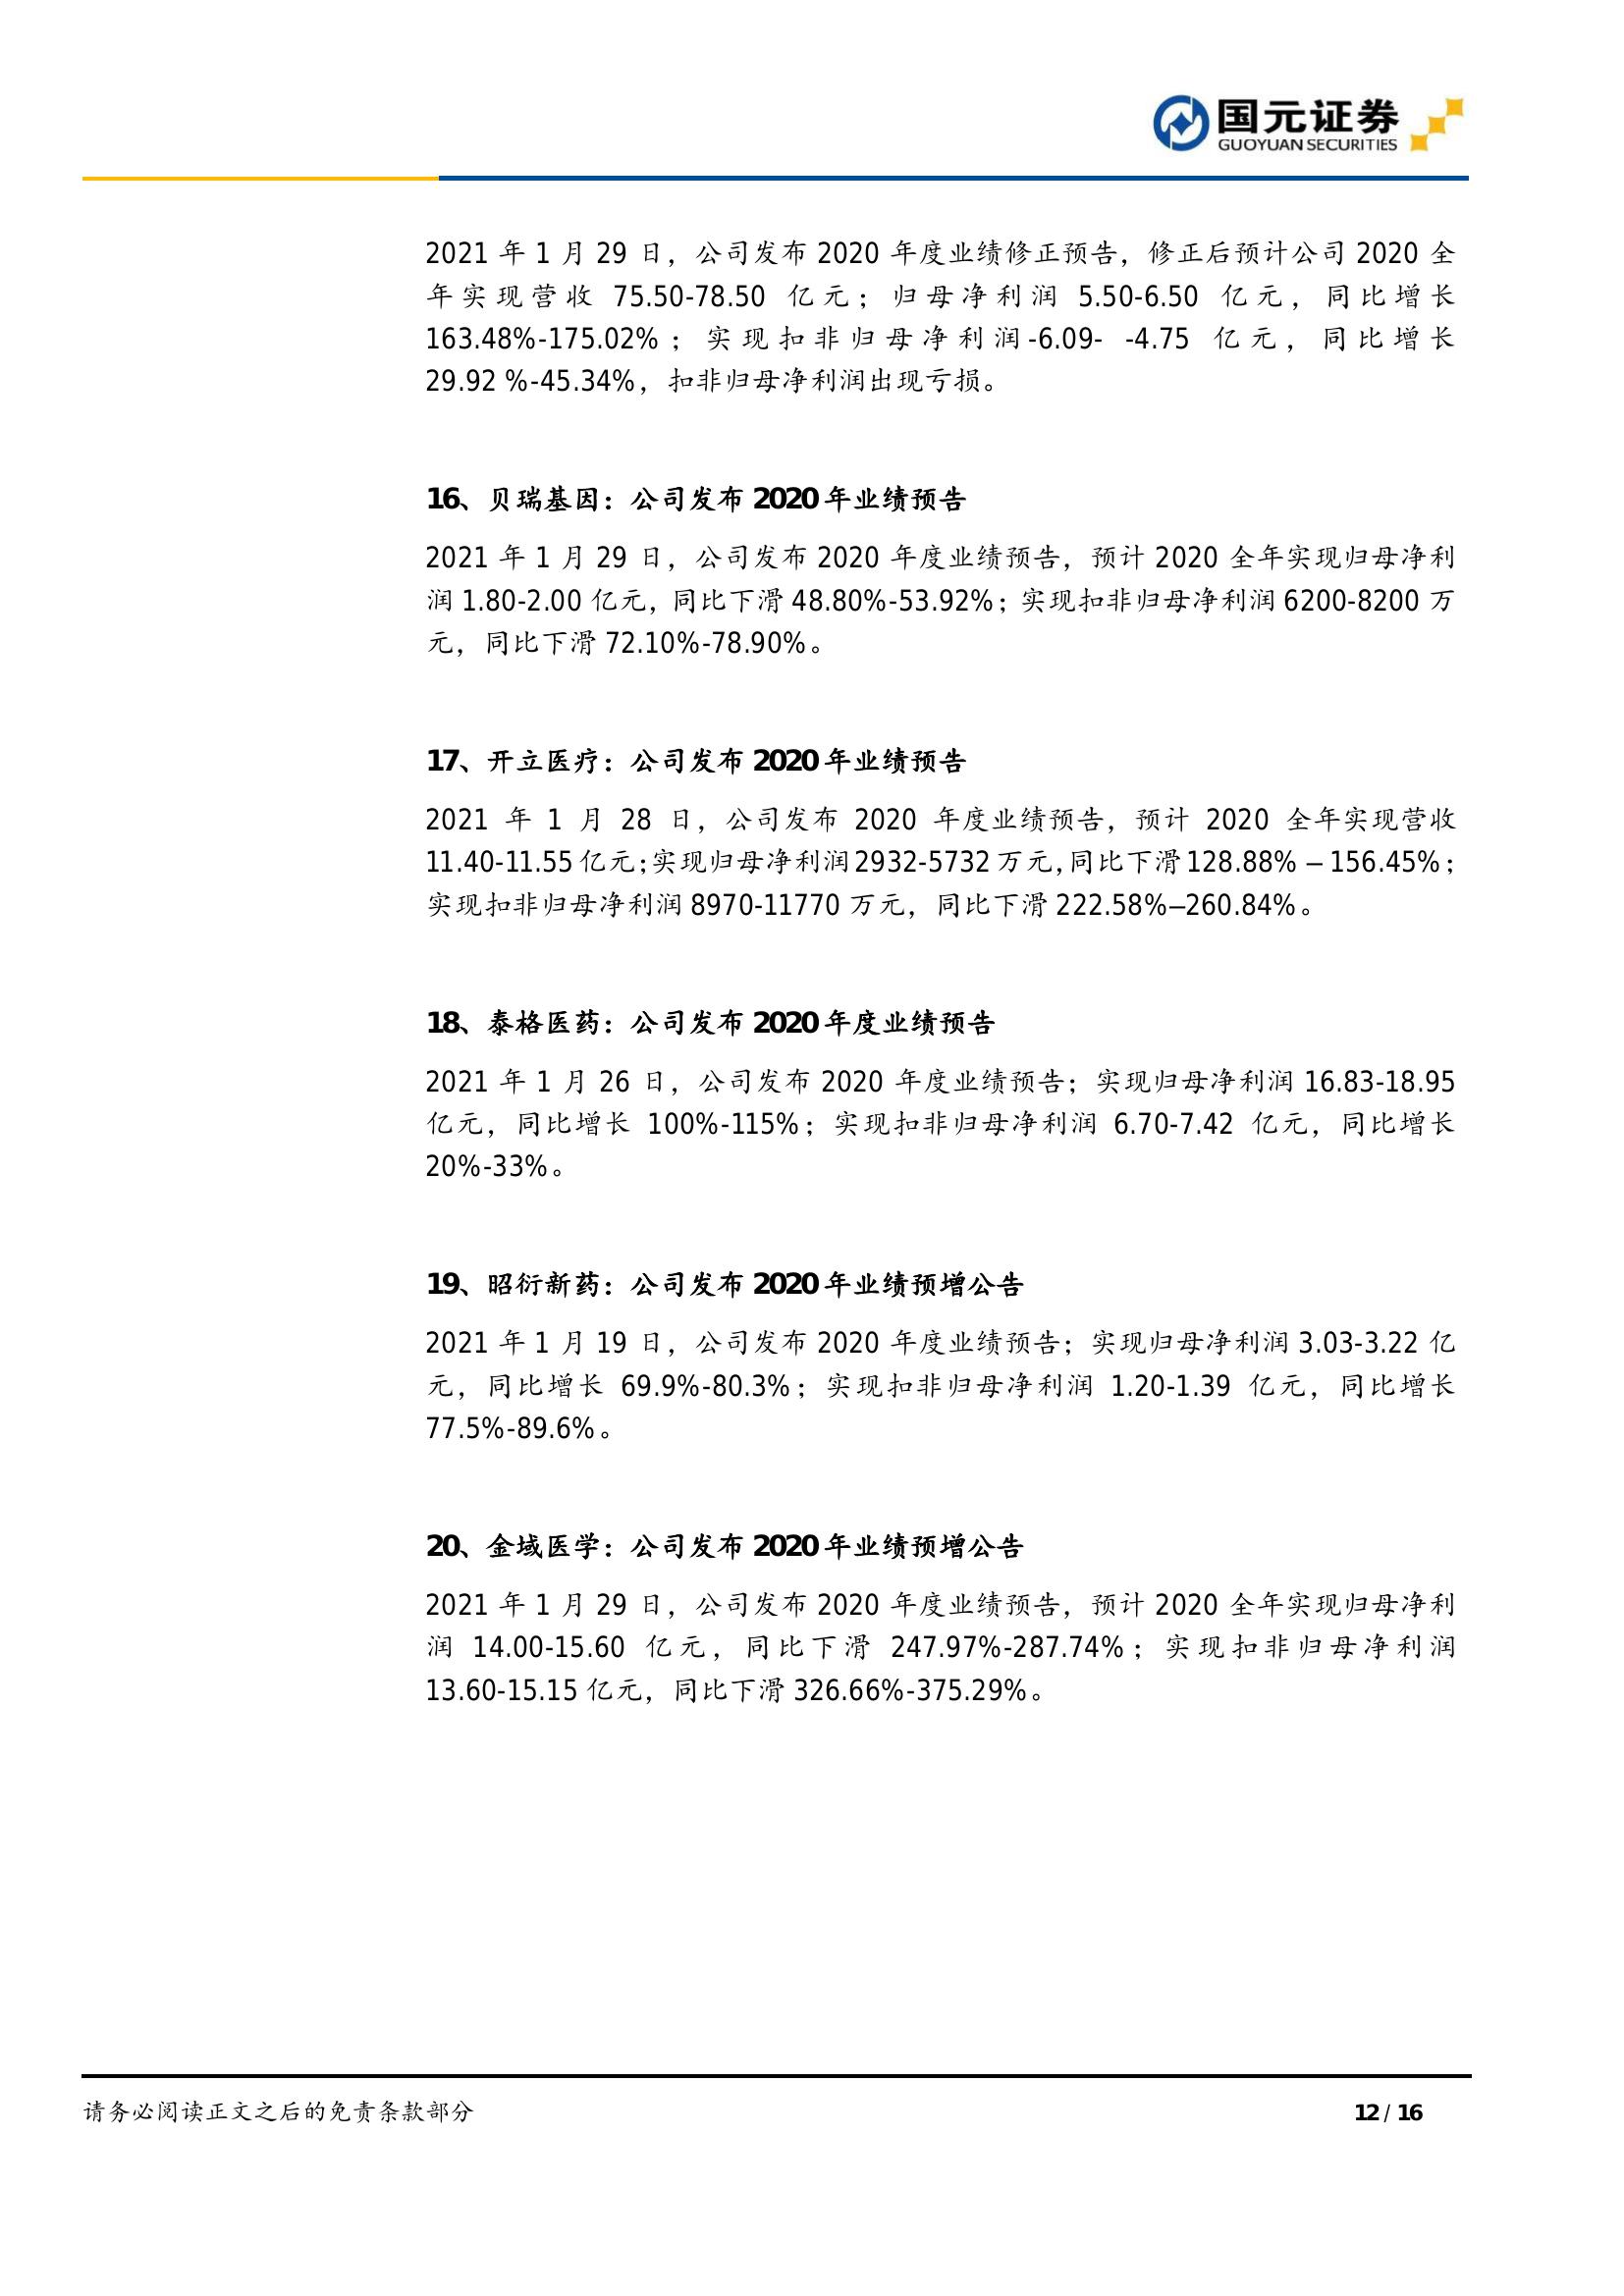 国元证券
GUOYUAN SECURITIES
2021 年 1 月 29 日，公司发布 2020 年度业绩修正预告，修正后预计公司 2020 全
年实现营收 75.50-78.50 亿元；归母净利润 5.50-6.50 亿元，同比增长
163.48%-175.02%；实现扣非归母净利润-6.09- -4.75 亿元，同比增长
29.92 %-45.34%，扣非归母净利润出现亏损。
16、贝瑞基因：公司发布 2020 年业绩预告
2021 年 1 月 29 日，公司发布 2020 年度业绩预告，预计 2020 全年实现归母净利
润 1.80-2.00 亿元，同比下滑 48.80%-53.92%；实现扣非归母净利润 6200-8200 万
元，同比下滑 72.10%-78.90%。
17、开立医疗：公司发布 2020 年业绩预告
2021 年 1 月 28 日，公司发布 2020 年度业绩预告，预计 2020 全年实现营收
11.40-11.55 亿元；实现归母净利润 2932-5732 万元，同比下滑 128.88% – 156.45%；
实现扣非归母净利润 8970-11770 万元，同比下滑 222.58%–260.84%。
18、泰格医药：公司发布 2020 年度业绩预告
2021 年 1 月 26 日，公司发布 2020 年度业绩预告；实现归母净利润 16.83-18.95
亿元，同比增长 100%-115%；实现扣非归母净利润 6.70-7.42 亿元，同比增长
20%-33%。
19、昭衍新药：公司发布 2020 年业绩预增公告
2021 年 1 月 19 日，公司发布 2020 年度业绩预告；实现归母净利润 3.03-3.22 亿
元，同比增长 69.9%-80.3%；实现扣非归母净利润 1.20-1.39 亿元，同比增长
77.5%-89.6%。
20、金域医学：公司发布 2020 年业绩预增公告
2021 年 1 月 29 日，公司发布 2020 年度业绩预告，预计 2020 全年实现归母净利
润 14.00-15.60 亿元，同比下滑 247.97%-287.74%；实现扣非归母净利润
13.60-15.15 亿元，同比下滑 326.66%-375.29%。
请务必阅读正文之后的免责条款部分
12 / 16